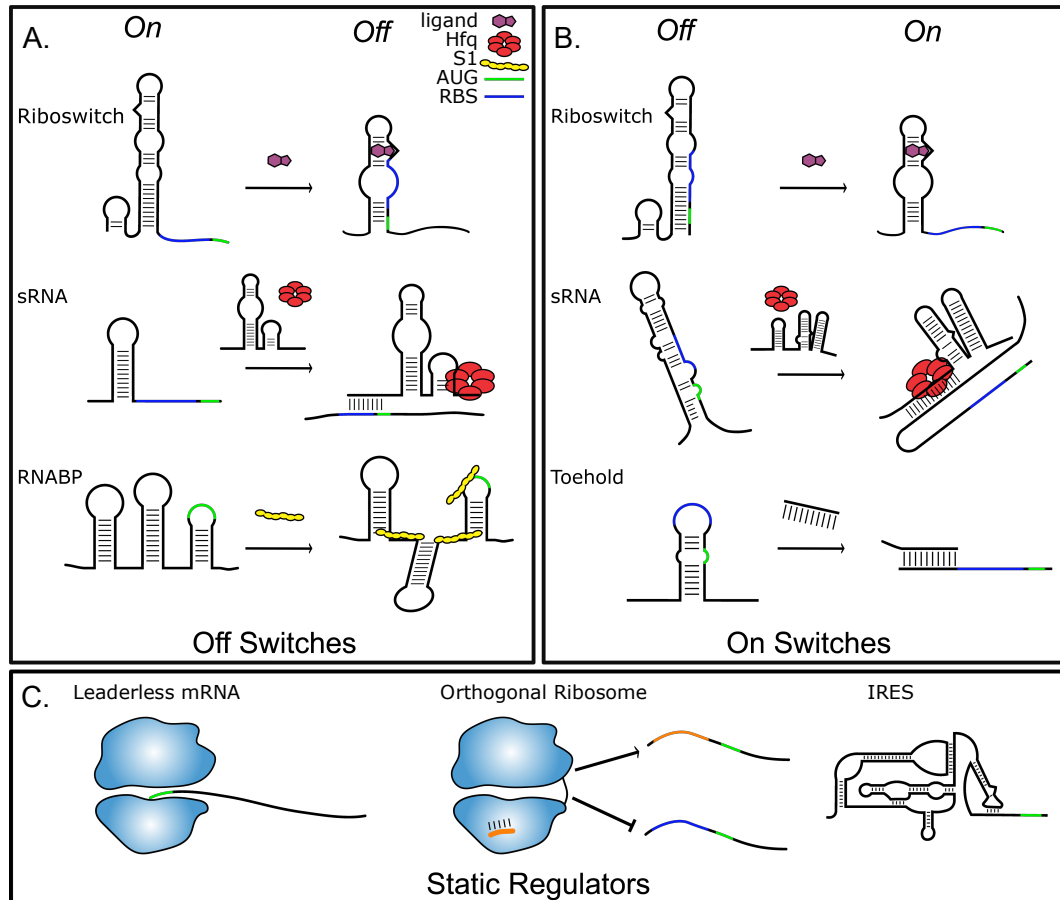 A.
On
Off
ligand
Hfq
S1
AUG
RBS
Riboswitch
sRNA
RNABP
Off Switches
B.
Off
On
Riboswitch
sRNA
Toehold
On Switches
C.
Leaderless mRNA
Orthogonal Ribosome
IRES
Static Regulators